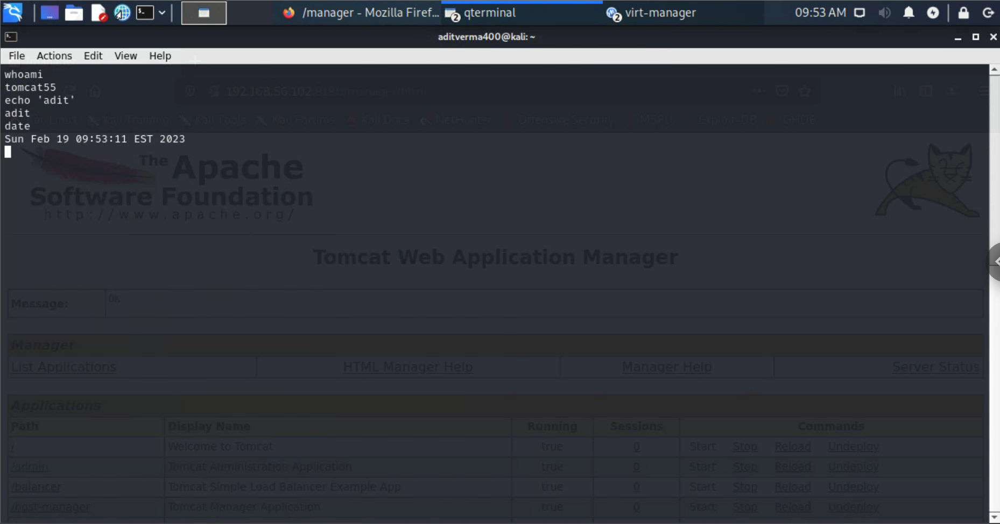 /manager - Mozilla Firef...
2 qterminal
2 virt-manager
09:53 AM
aditverma400@kali: ~
File Actions Edit View Help
whoami
tomcat55
192.168.56.102:8180/manager/html
echo 'adit'
adit
Kali Linux Kali Training Kali Tools Kali Forums Kali Docs NetHunter Offensive Security MSFU Exploit-DB GHDB
date
Sun Feb 19 09:53:11 EST 2023
The Apache
Software Foundation
http://www.apache.org/
Tomcat Web Application Manager
Message: OK
Manager
List Applications HTML Manager Help Manager Help Server Status
Applications
Path Display Name Running Sessions Commands
/ Welcome to Tomcat true 0 Start Stop Reload Undeploy
/admin Tomcat Administration Application true 0 Start Stop Reload Undeploy
/balancer Tomcat Simple Load Balancer Example App true 0 Start Stop Reload Undeploy
/host-manager Tomcat Manager Application true 0 Start Stop Reload Undeploy